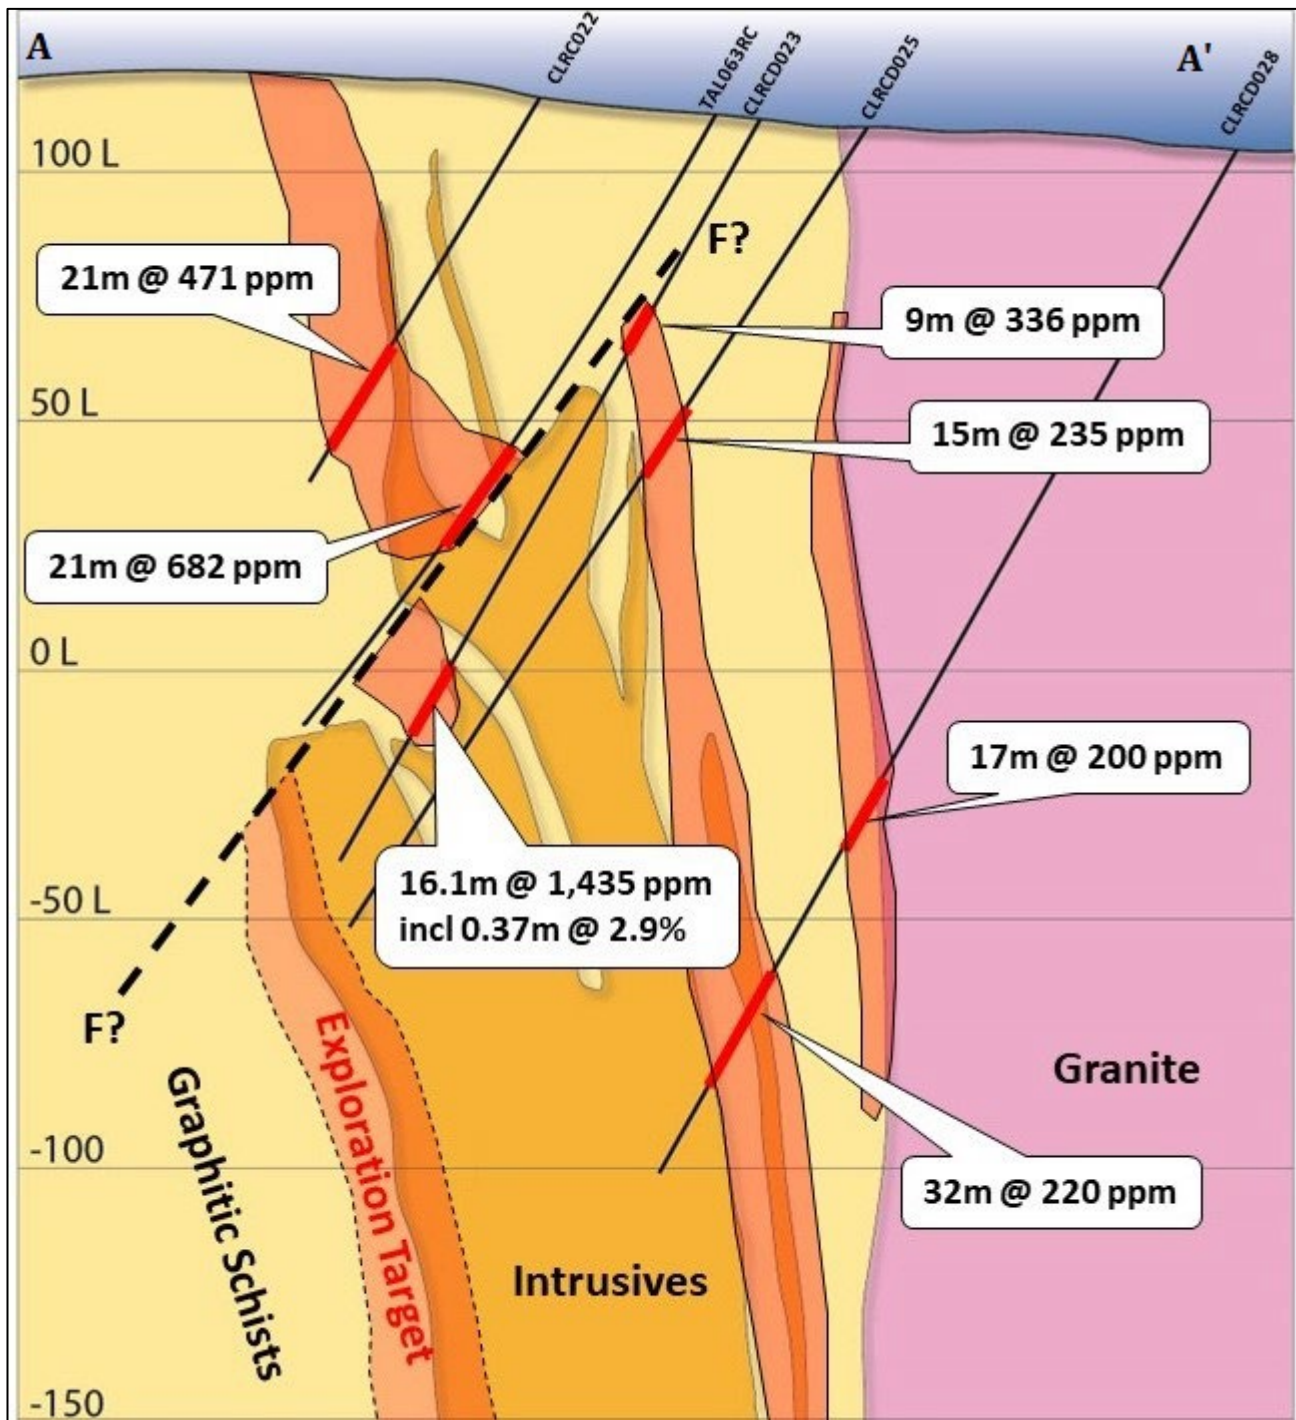 A
CLRC022
TAL063RC
CLRCD023
CLRCD025
A'
CLRCD028
100 L
F?
21m @ 471 ppm
9m @ 336 ppm
50 L
15m @ 235 ppm
21m @ 682 ppm
0 L
17m @ 200 ppm
16.1m @ 1,435 ppm
incl 0.37m @ 2.9%
-50 L
F?
Graphitic Schists
Exploration Target
Granite
-100
32m @ 220 ppm
Intrusives
-150